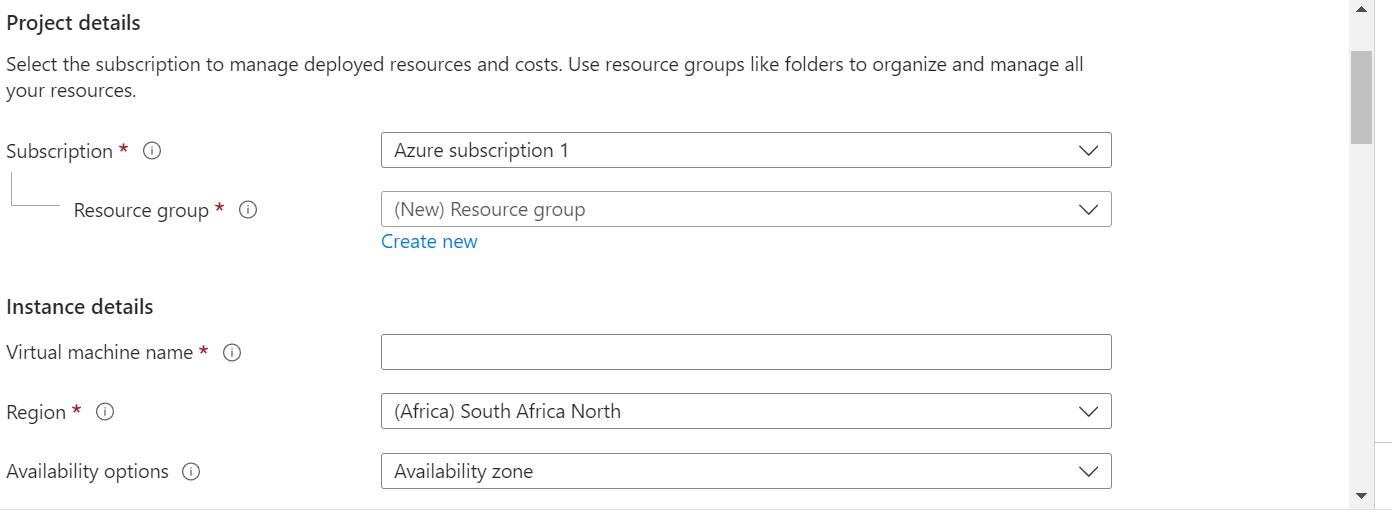 Project details
Select the subscription to manage deployed resources and costs. Use resource groups like folders to organize and manage all
your resources.
Subscription *
Azure subscription 1
Resource group *
(New) Resource group
Create new
Instance details
Virtual machine name *
Region *
(Africa) South Africa North
Availability options
Availability zone